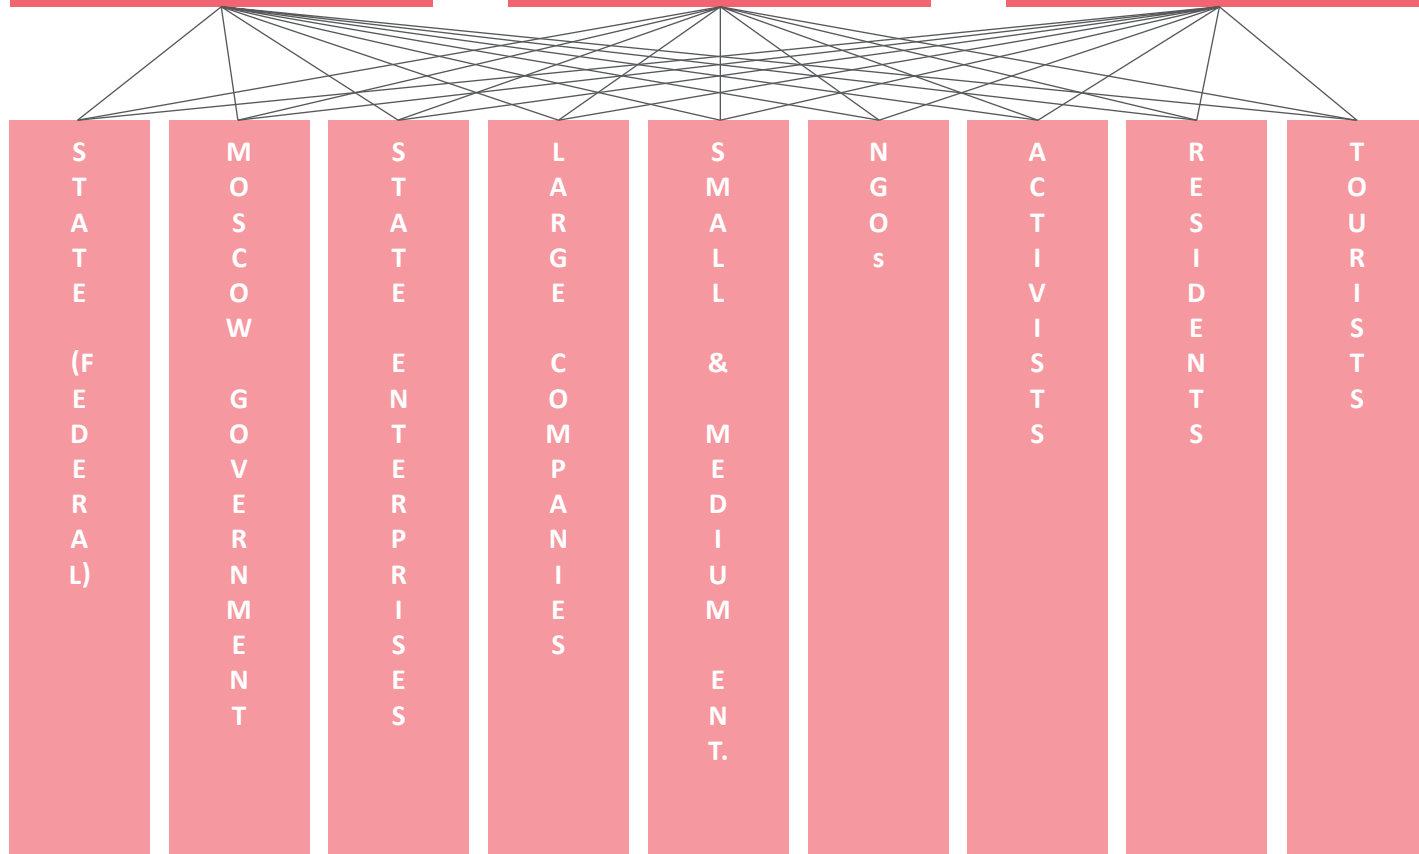 STATE (FEDERAL)
MOSCOW GOVERNMENT
STATE ENTERPRISES
LARGE COMPANIES
SMALL & MEDIUM ENT.
NGOs
ACTIVISTS
RESIDENTS
TOURISTS